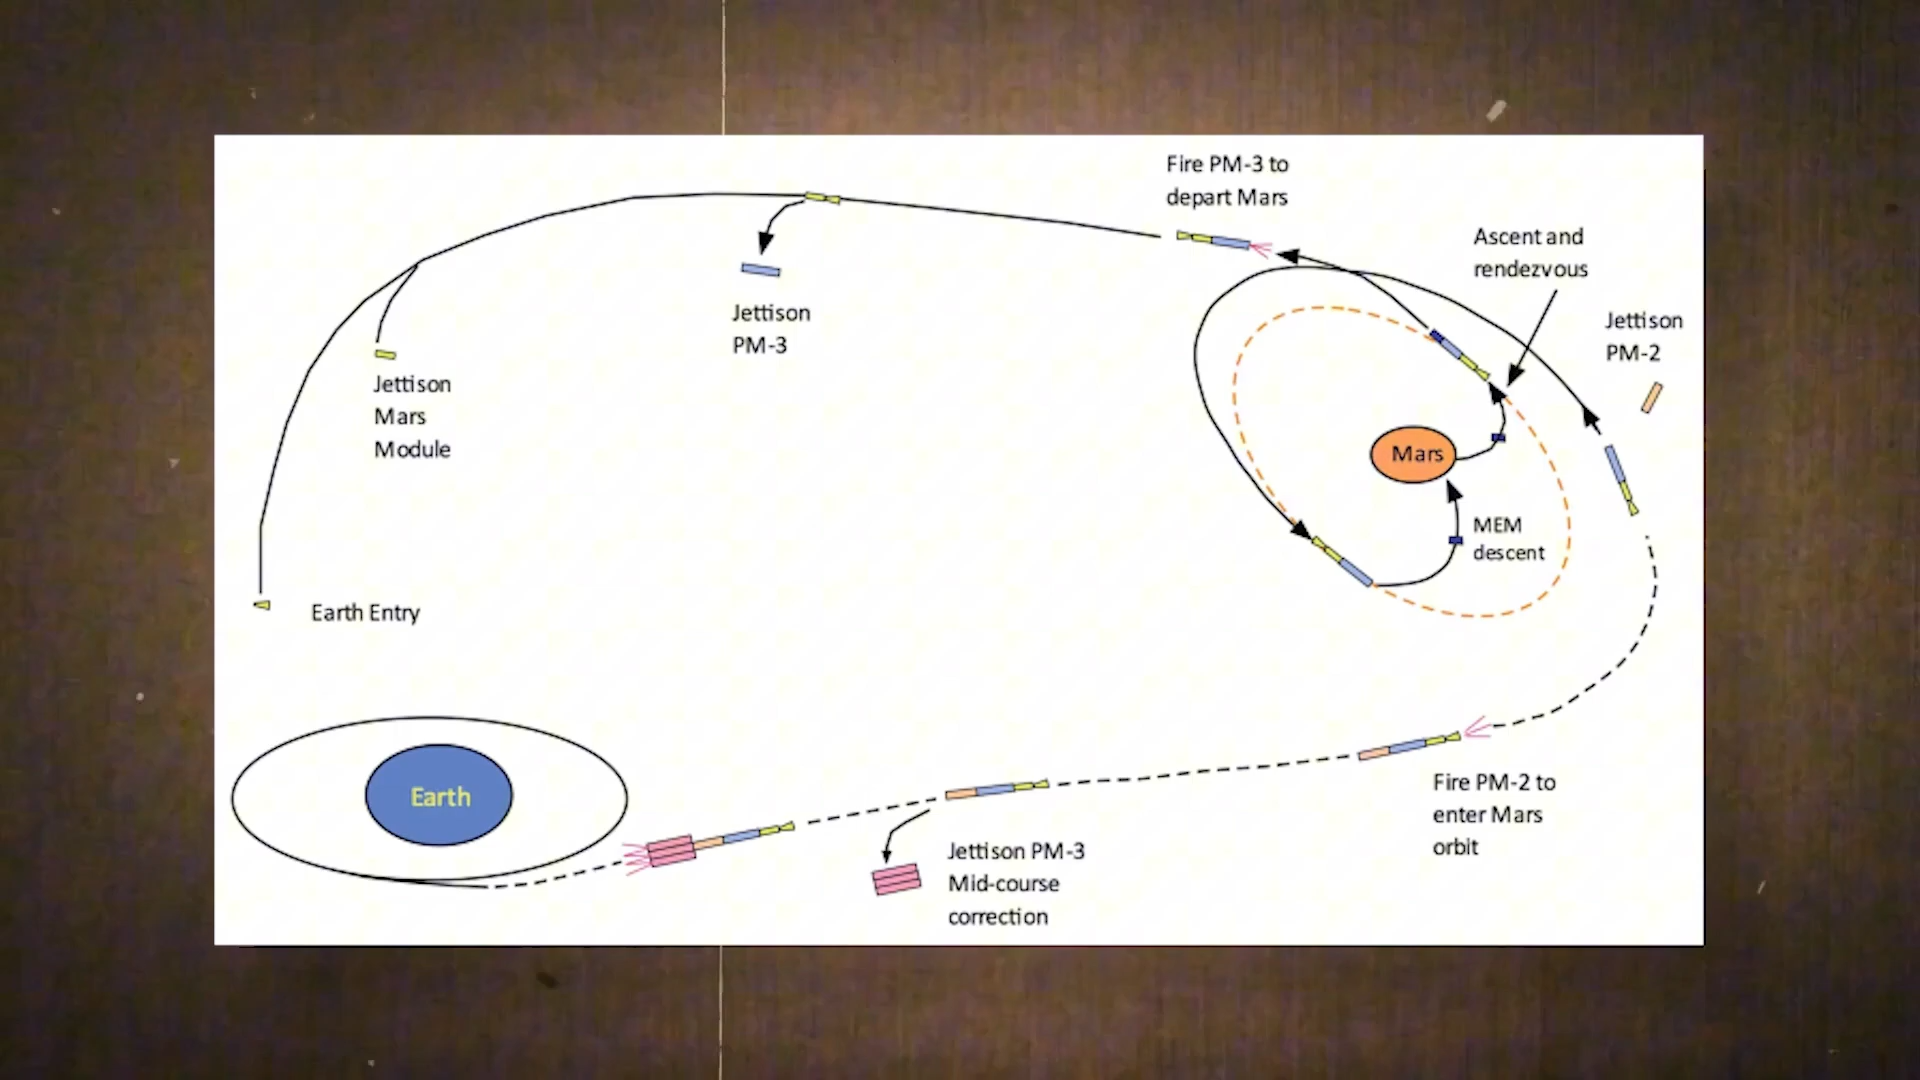 Fire PM-3 to
depart Mars
Ascent and
rendezvous
Jettison
PM-2
Jettison
PM-3
Jettison
Mars
Module
Mars
MEM
descent
Earth Entry
Earth
Fire PM-2 to
enter Mars
orbit
Jettison PM-3
Mid-course
correction